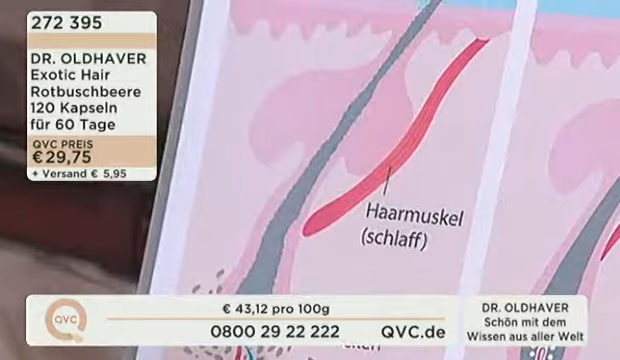 272 395
DR. OLDHAVER
Exotic Hair
Rotbuschbeere
120 Kapseln
für 60 Tage
QVC PREIS
€29,75
+ Versand € 5,95
Haarmuskel
(schlaff)
QVC
€ 43,12 pro 100g
0800 29 22 222 QVC.de
DR. OLDHAVER
Schön mit dem
Wissen aus aller Welt